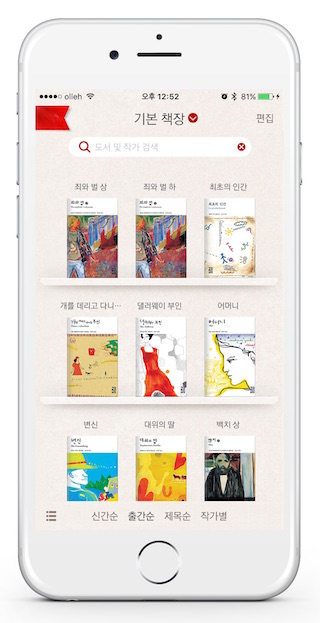 olleh 오후 12:52 81%
기본 책장 편집
도서 및 작가 검색
죄와 벌 상 죄와 벌 하 최초의 인간
개를 데리고 다니… 댈러웨이 부인 어머니
변신 대위의 딸 백치 상
신간순 출간순 제목순 작가별